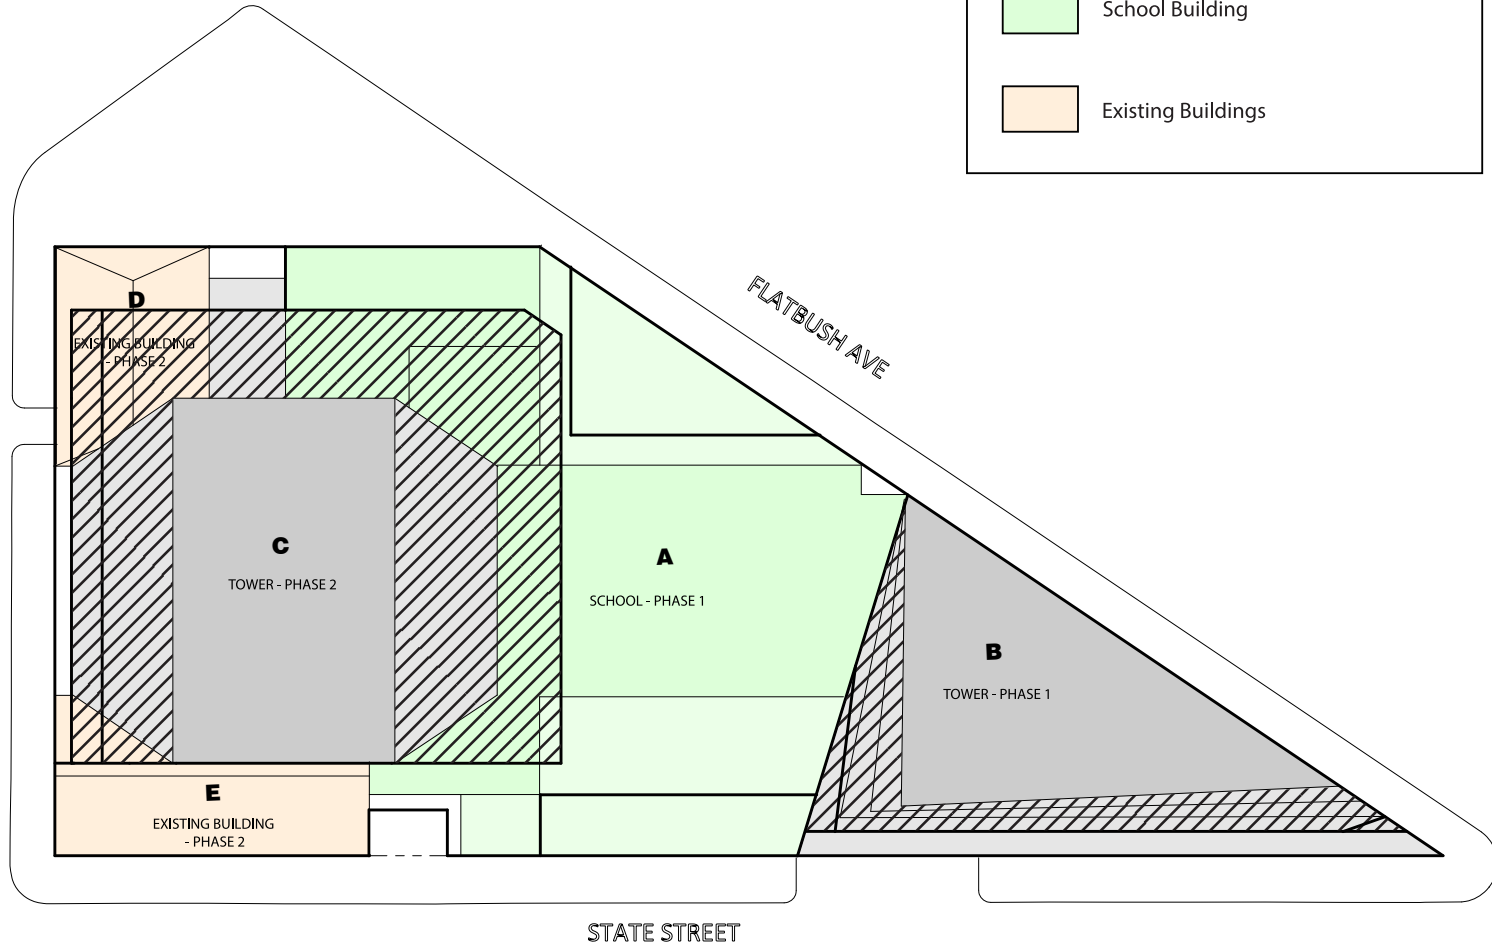 School Building
Existing Buildings
FLATBUSH AVE
D
EXISTING BUILDING
- PHASE 2
C
TOWER - PHASE 2
A
SCHOOL - PHASE 1
B
TOWER - PHASE 1
E
EXISTING BUILDING
- PHASE 2
STATE STREET